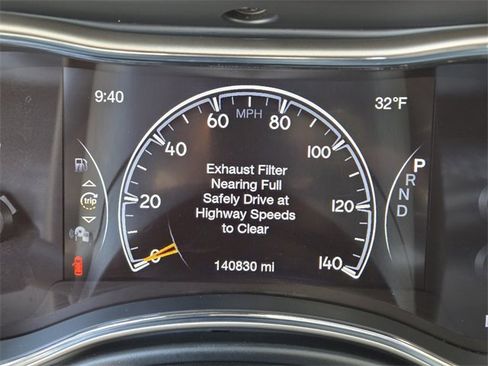 9:40
32°F
MPH
0
20
40
60
80
100
120
140
Exhaust Filter
Nearing Full
Safely Drive at
Highway Speeds
to Clear
trip
P
R
N
D
140830 mi